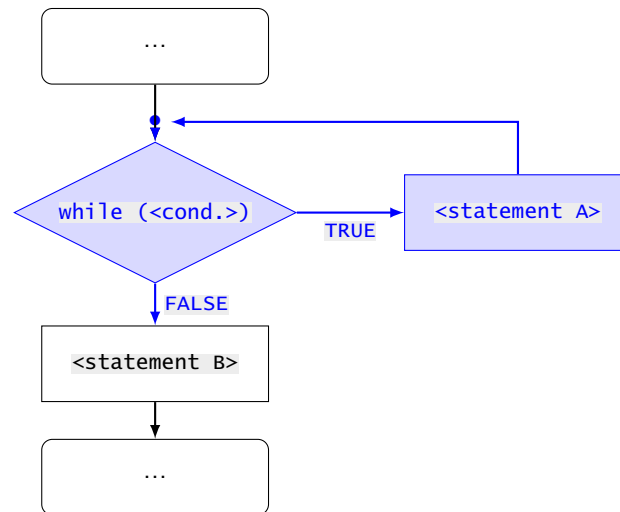 ...
while (<cond.>)
<statement A>
TRUE
FALSE
<statement B>
...